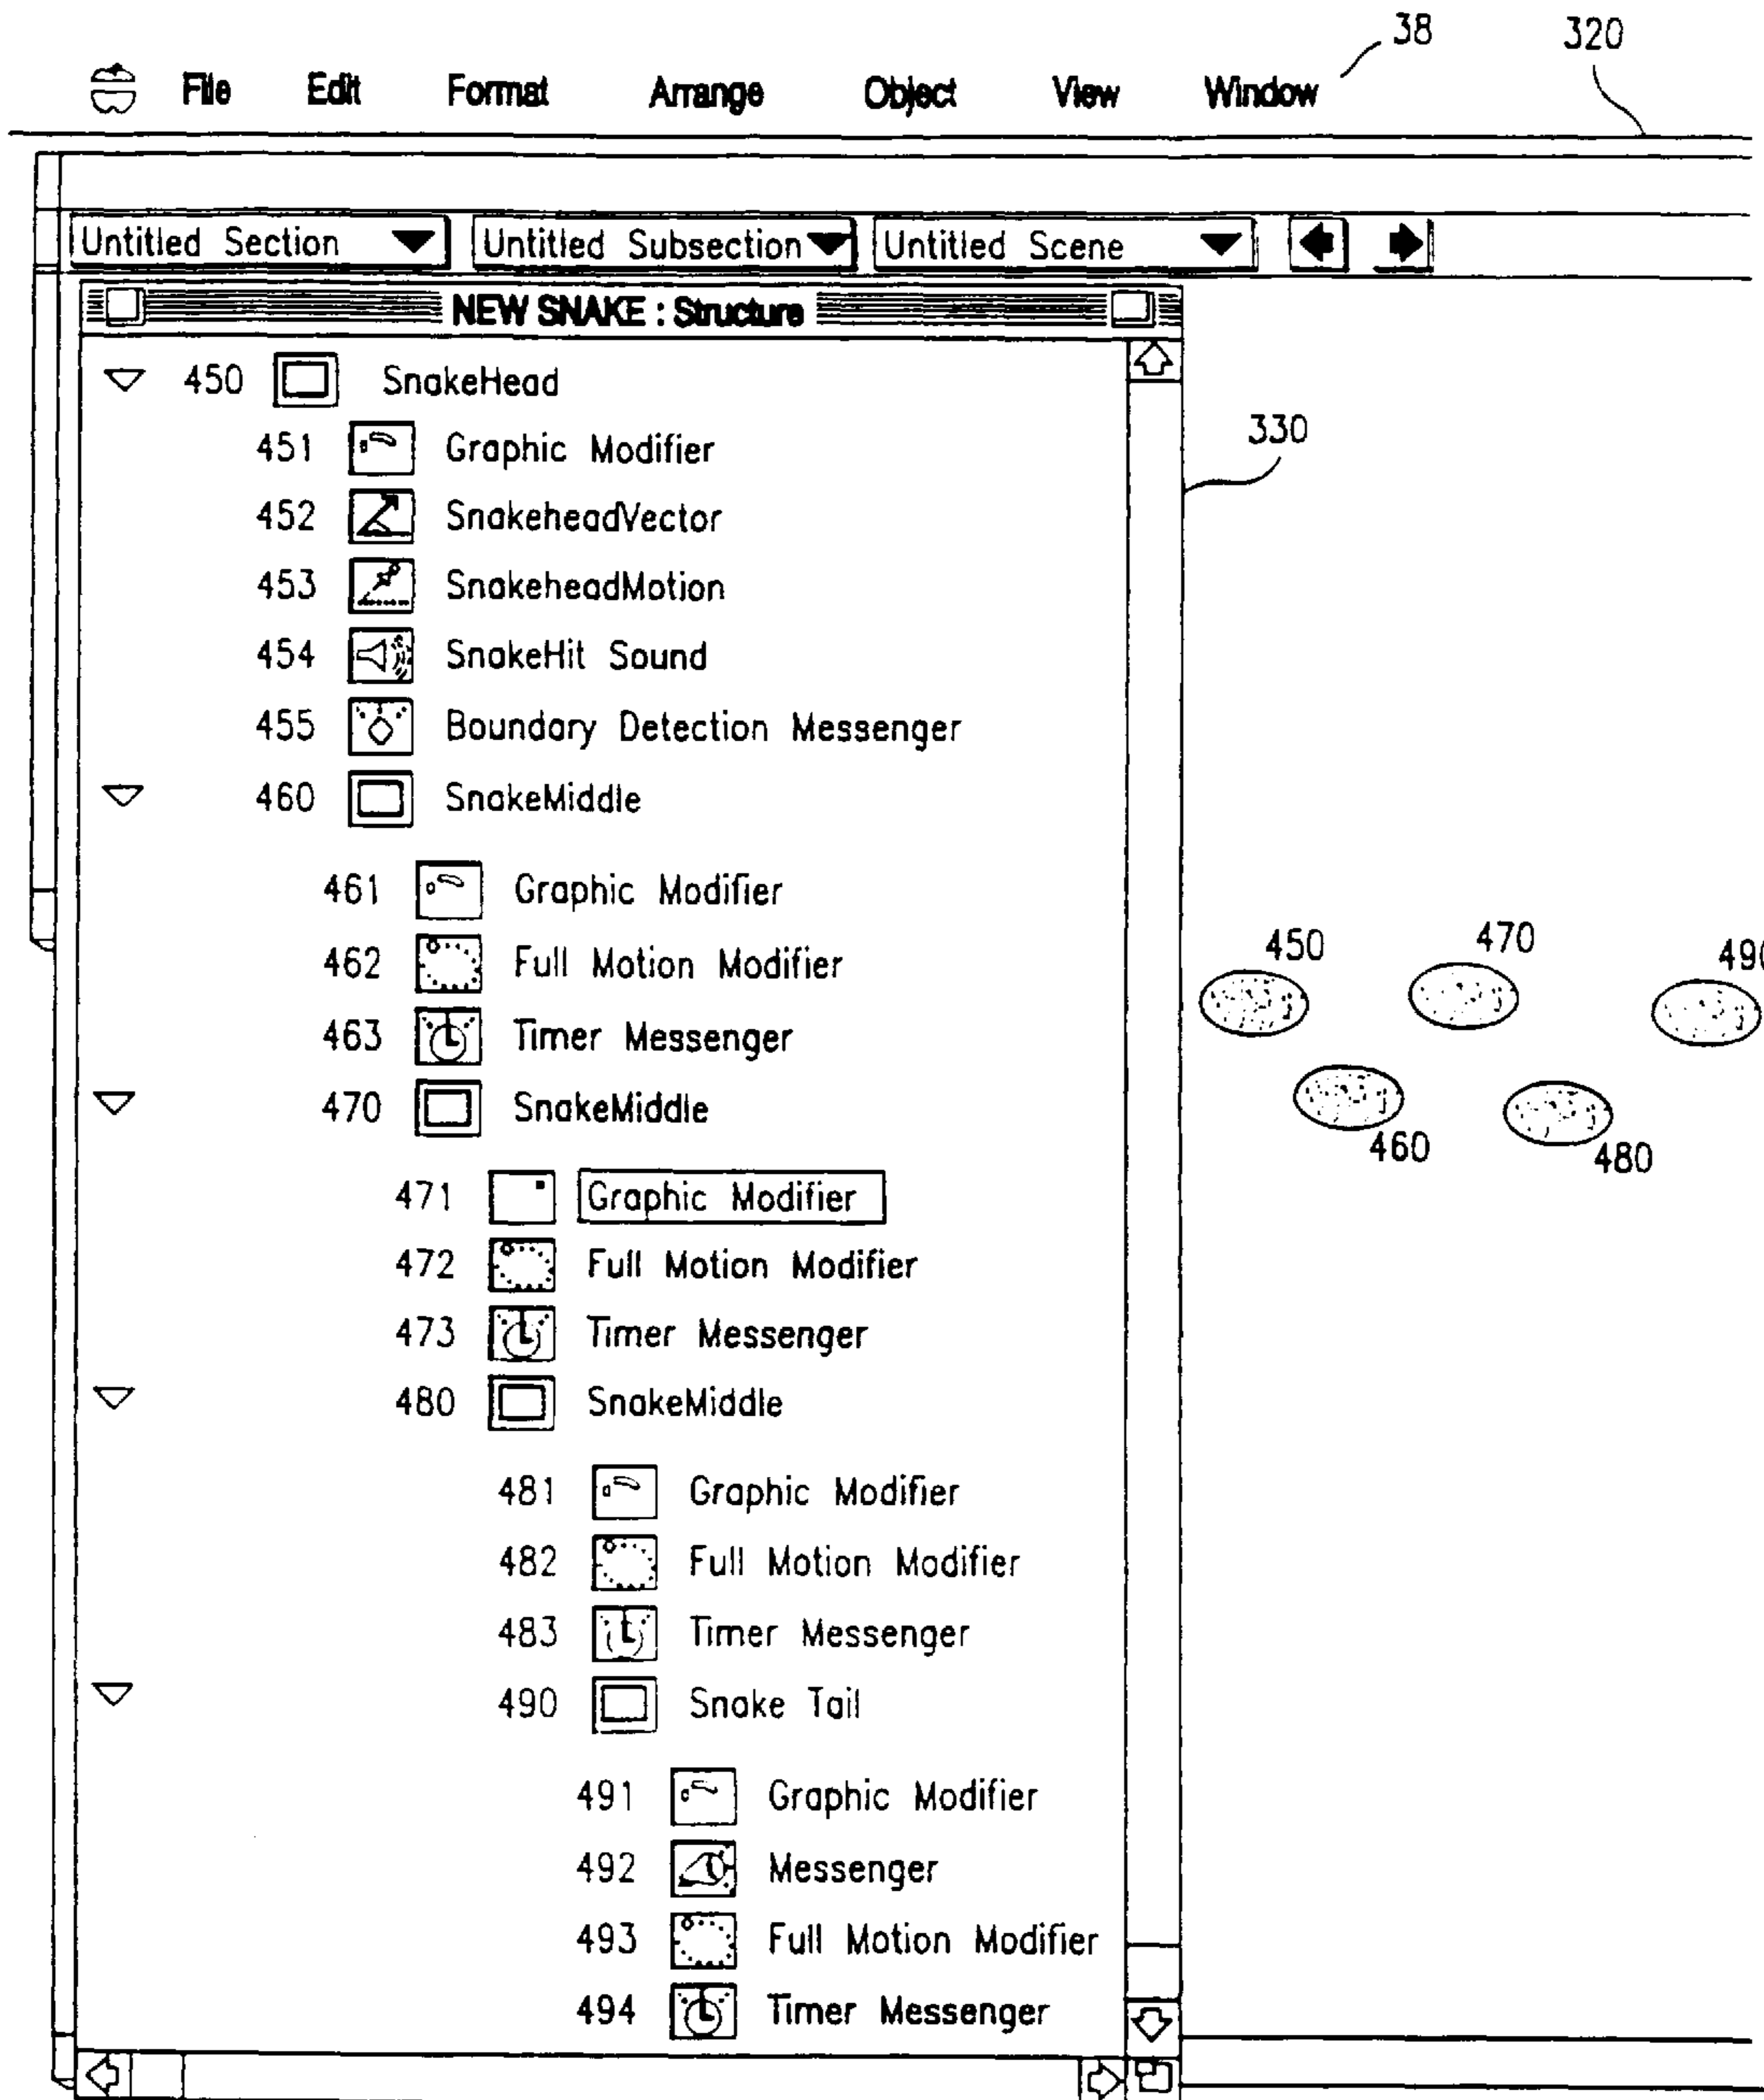 38
320
File Edit Format Arrange Object View Window
Untitled Section Untitled Subsection Untitled Scene
NEW SNAKE : Structure
450 SnakeHead
330
451 Graphic Modifier
452 SnakeheadVector
453 SnakeheadMotion
454 SnakeHit Sound
455 Boundary Detection Messenger
460 SnakeMiddle
461 Graphic Modifier
462 Full Motion Modifier
463 Timer Messenger
470 SnakeMiddle
450 470 490
460 480
471 Graphic Modifier
472 Full Motion Modifier
473 Timer Messenger
480 SnakeMiddle
481 Graphic Modifier
482 Full Motion Modifier
483 Timer Messenger
490 Snake Tail
491 Graphic Modifier
492 Messenger
493 Full Motion Modifier
494 Timer Messenger